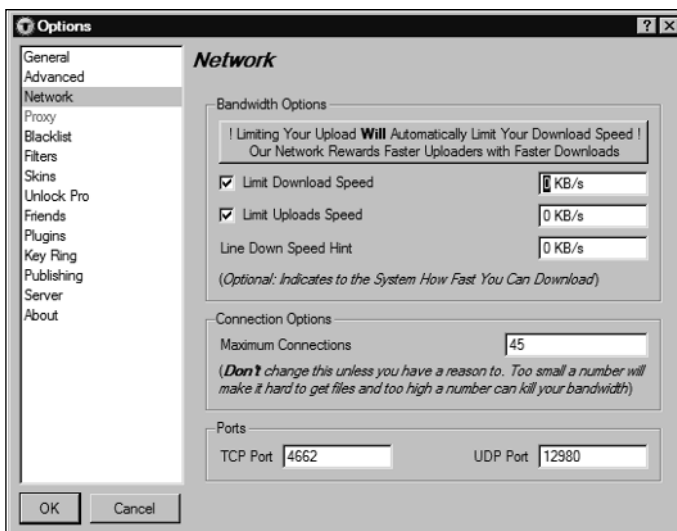 Options
General
Advanced
Network
Proxy
Blacklist
Filters
Skins
Unlock Pro
Friends
Plugins
Key Ring
Publishing
Server
About
OK
Cancel
Network
Bandwidth Options
! Limiting Your Upload Will Automatically Limit Your Download Speed !
Our Network Rewards Faster Uploaders with Faster Downloads
Limit Download Speed 0 KB/s
Limit Uploads Speed 0 KB/s
Line Down Speed Hint 0 KB/s
(Optional: Indicates to the System How Fast You Can Download)
Connection Options
Maximum Connections 45
(Don't change this unless you have a reason to. Too small a number will
make it hard to get files and too high a number can kill your bandwidth)
Ports
TCP Port 4662 UDP Port 12980